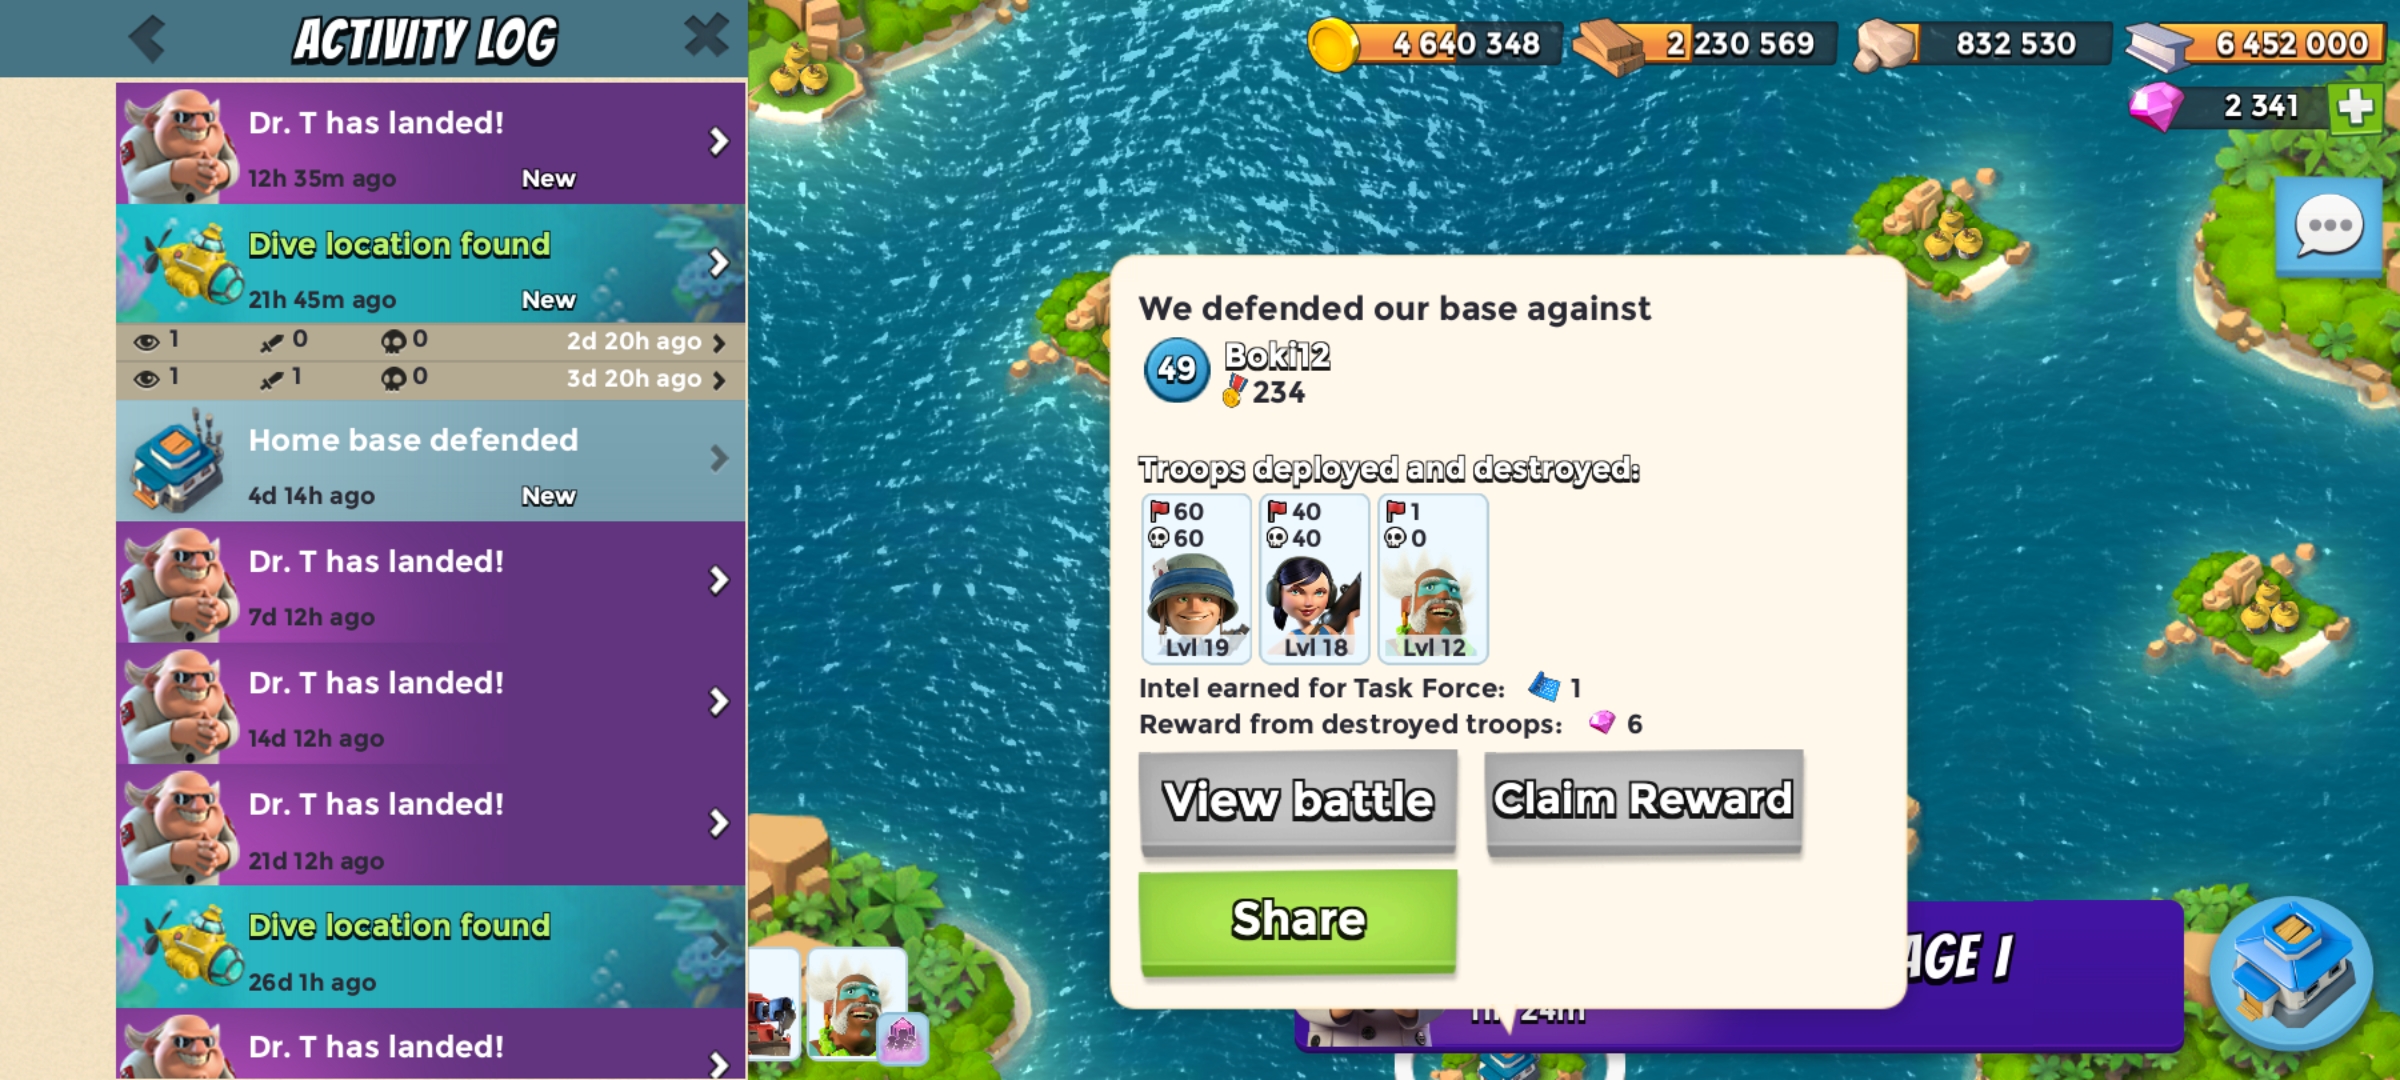 ACTIVITY LOG
Dr. T has landed!
12h 35m ago New
Dive location found
21h 45m ago New
1 0 0 2d 20h ago
1 1 0 3d 20h ago
Home base defended
4d 14h ago New
Dr. T has landed!
7d 12h ago
Dr. T has landed!
14d 12h ago
Dr. T has landed!
21d 12h ago
Dive location found
26d 1h ago
Dr. T has landed!
4 640 348
2 230 569
832 530
6 452 000
2 341
We defended our base against
49 Boki12
234
Troops deployed and destroyed:
60 40 1
60 40 0
Lvl 19 Lvl 18 Lvl 12
Intel earned for Task Force: 1
Reward from destroyed troops: 6
View battle Claim Reward
Share
AGE I
24m